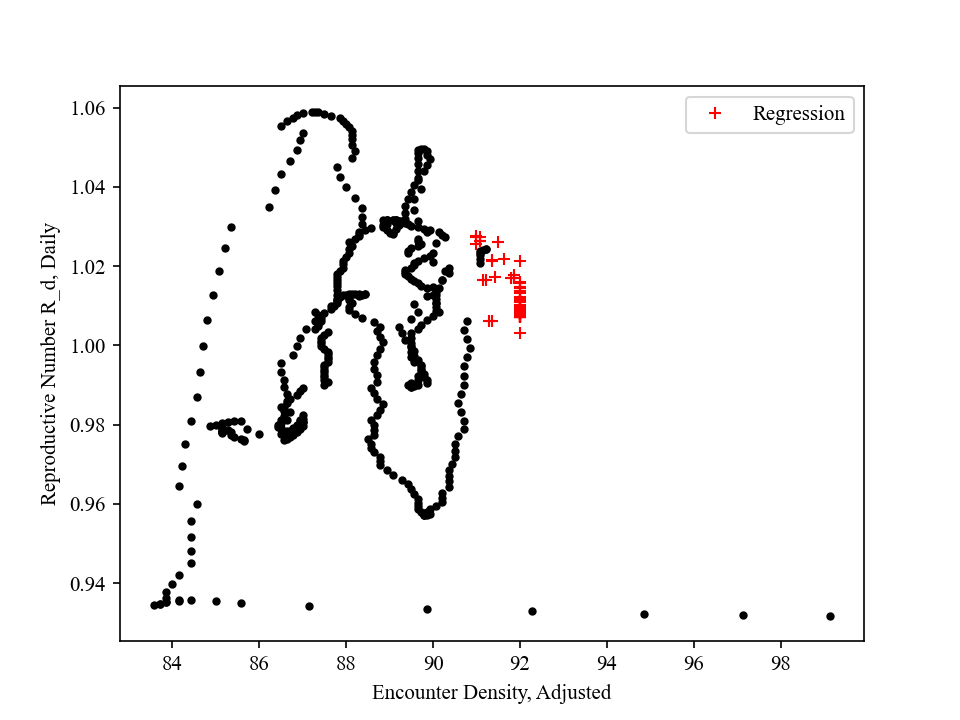 Regression
1.06
1.04
1.02
1.00
0.98
0.96
0.94
Reproductive Number R_d, Daily
84 86 88 90 92 94 96 98
Encounter Density, Adjusted